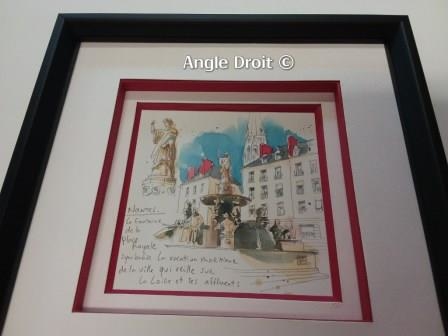 Angle Droit ©
Nantes.
La Fontaine
de la
Place
Royale
symbolise la vocation maritime
de la ville qui veille sur
la Loire et ses affluents